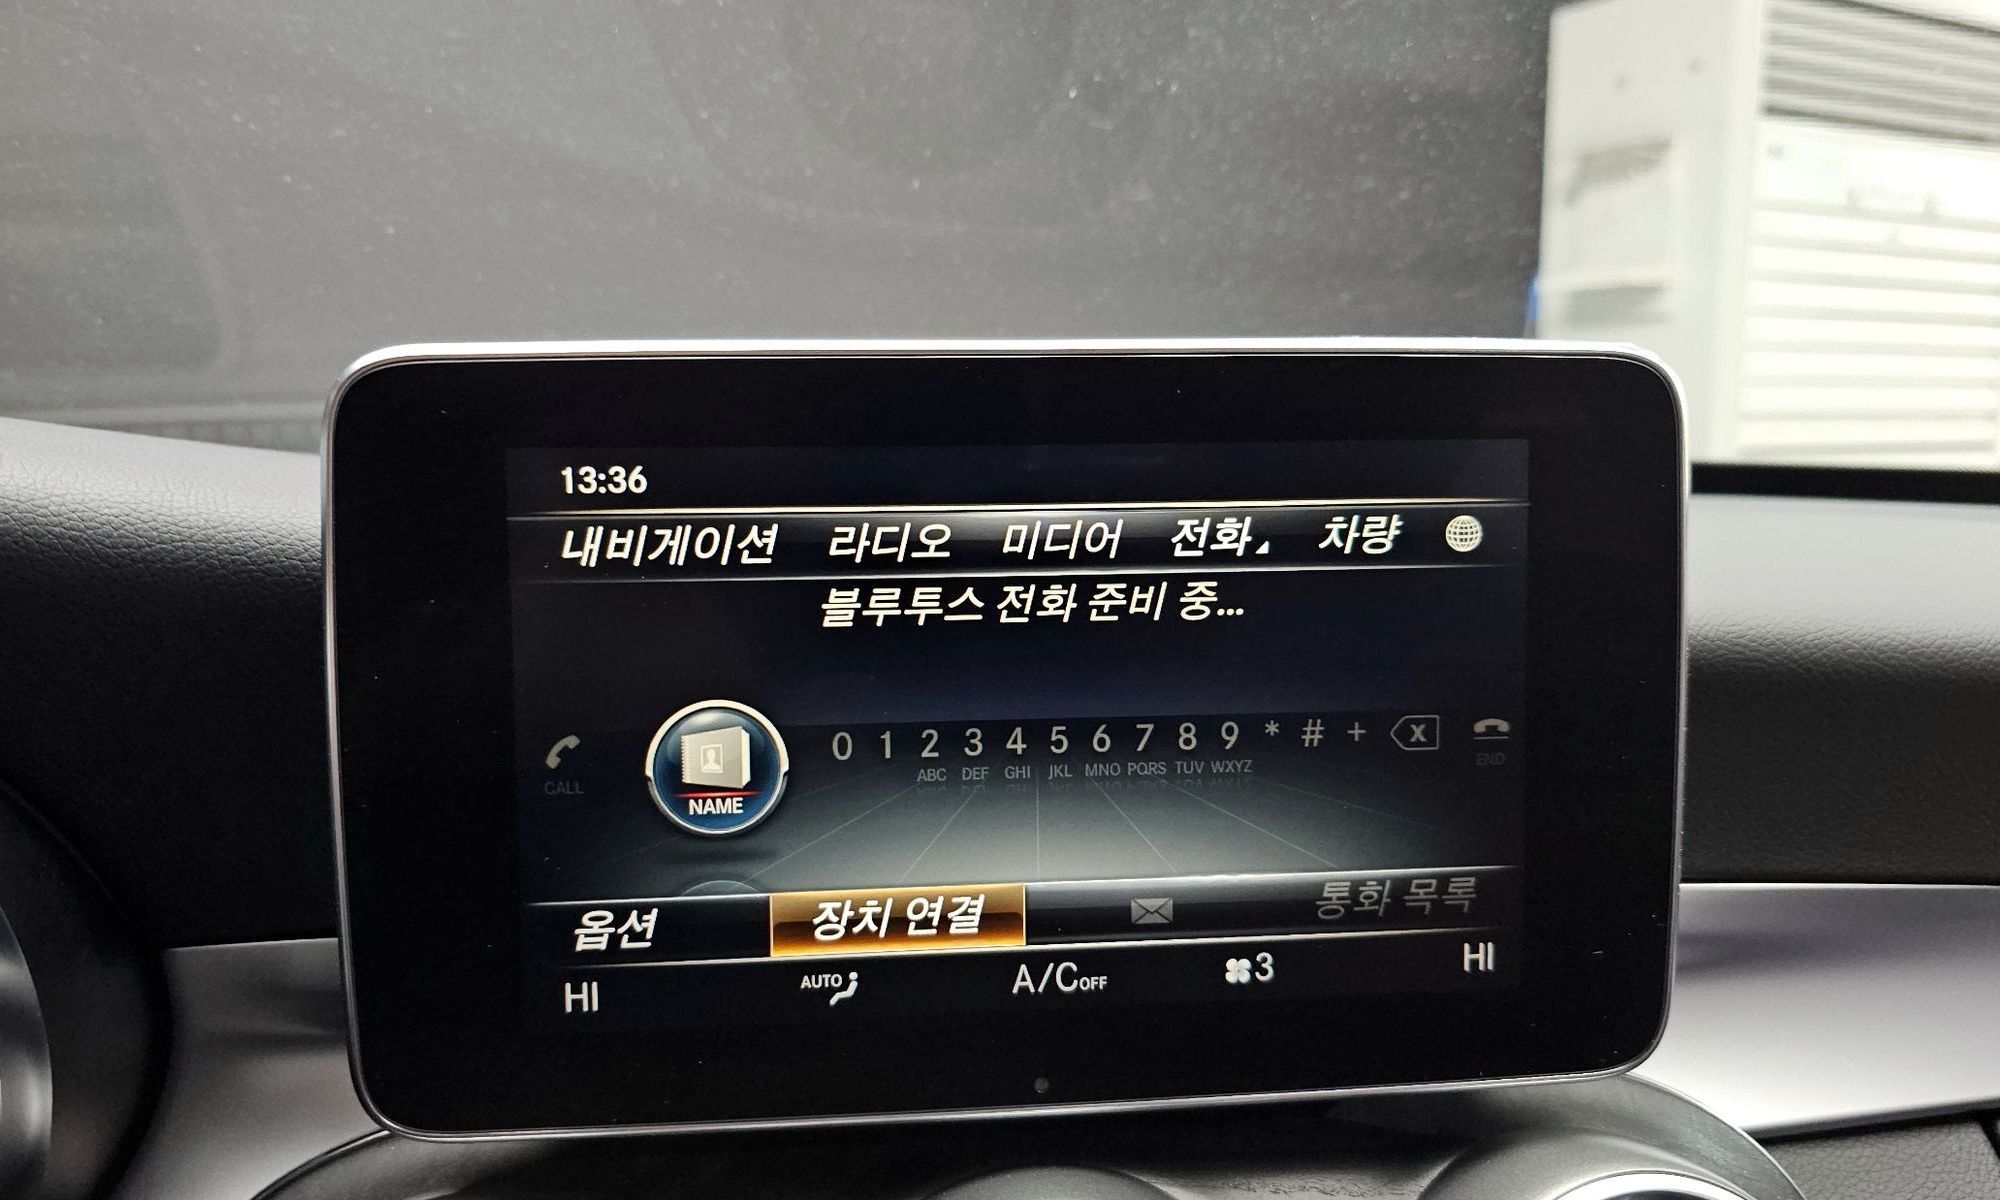 13:36
내비게이션 라디오 미디어 전화 차량
블루투스 전화 준비 중...
0 1 2 3 4 5 6 7 8 9 * # + X
CALL NAME ABC DEF GHI JKL MNO PQRS TUV WXYZ END
옵션 장치 연결 통화 목록
HI AUTO A/C OFF 3 HI